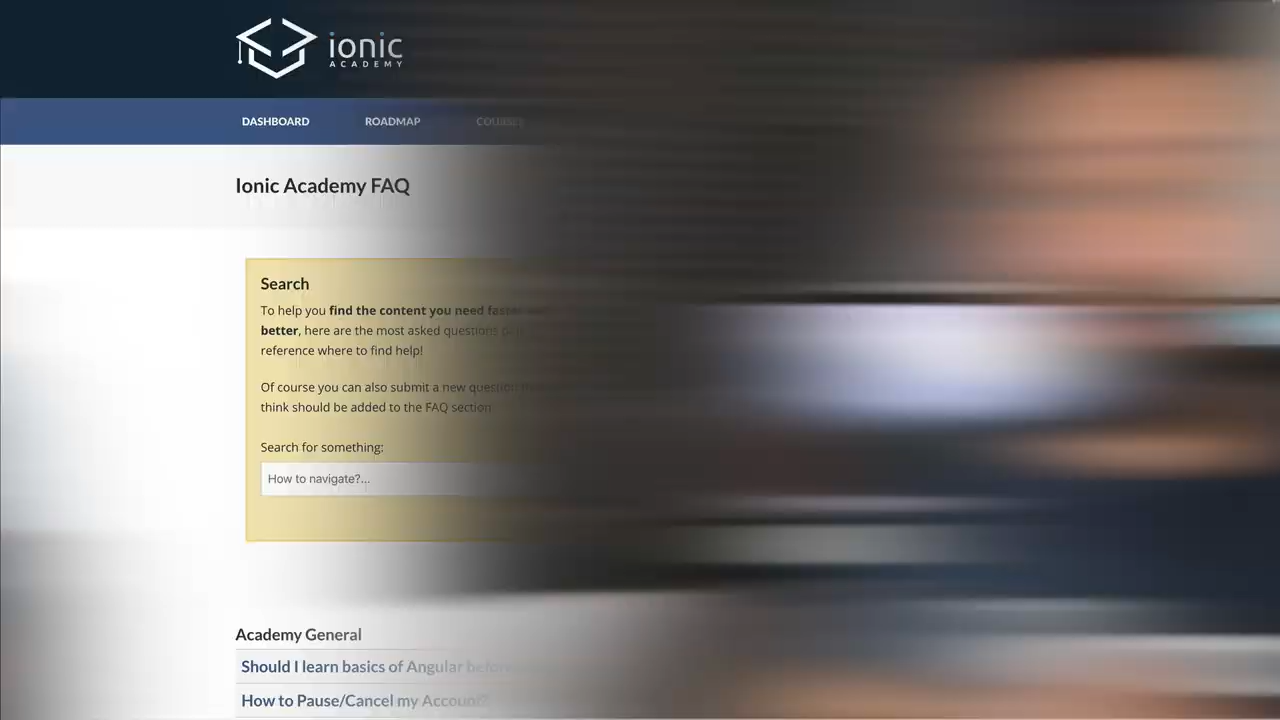 ionic
ACADEMY
DASHBOARD ROADMAP COURSES
Ionic Academy FAQ
Search
To help you find the content you need faster
better, here are the most asked questions
reference where to find help!
Of course you can also submit a new question
think should be added to the FAQ section
Search for something:
How to navigate?...
Academy General
Should I learn basics of Angular before
How to Pause/Cancel my Account?